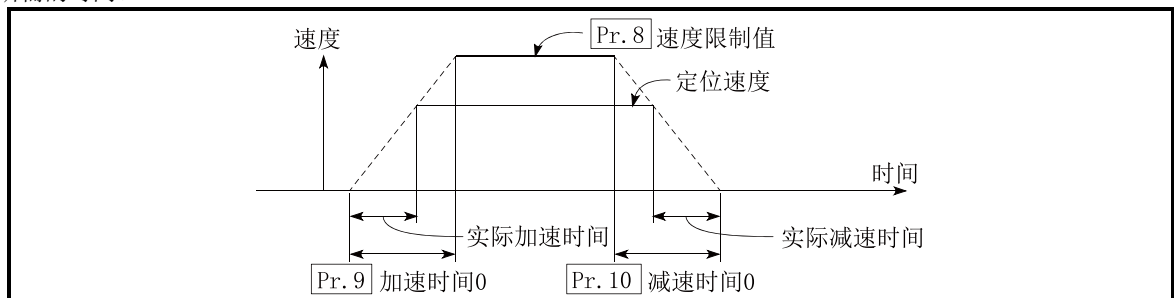 速度
Pr.8 速度限制值
定位速度
时间
实际加速时间
实际减速时间
Pr.9 加速时间0
Pr.10 减速时间0